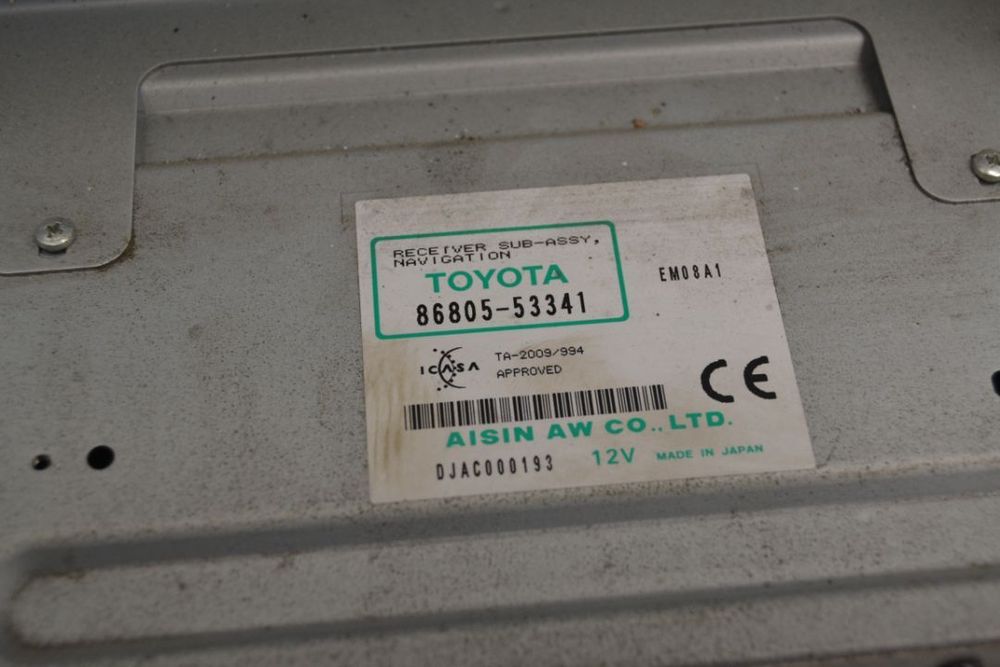 RECEIVER SUB-ASSY,
NAVIGATION
TOYOTA
86805-53341
EM08A1
ICASA
TA-2009/994
APPROVED
CE
AISIN AW CO.,LTD.
DJAC000193 12V MADE IN JAPAN